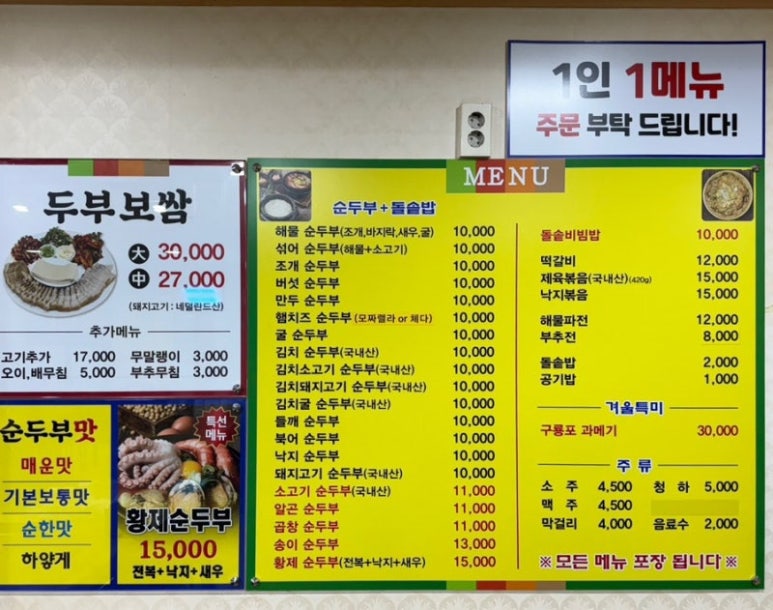 1인 1메뉴
주문 부탁 드립니다!
두부보쌈
大 30,000
中 27,000
(돼지고기 : 네덜란드산)
추가메뉴
고기추가 17,000 무말랭이 3,000
오이,배무침 5,000 부추무침 3,000
순두부맛
매운맛
기본보통맛
순한맛
하얗게
특선
메뉴
황제순두부
15,000
전복+낙지+새우
MENU
순두부+돌솥밥
해물 순두부(조개,바지락,새우,굴) 10,000
섞어 순두부(해물+소고기) 10,000
조개 순두부 10,000
버섯 순두부 10,000
만두 순두부 10,000
햄치즈 순두부(모짜렐라 or 체다) 10,000
굴 순두부 10,000
김치 순두부(국내산) 10,000
김치소고기 순두부(국내산) 10,000
김치돼지고기 순두부(국내산) 10,000
김치굴 순두부(국내산) 10,000
들깨 순두부 10,000
북어 순두부 10,000
낙지 순두부 10,000
돼지고기 순두부(국내산) 10,000
소고기 순두부(국내산) 11,000
알곤 순두부 11,000
곱창 순두부 11,000
송이 순두부 13,000
황제 순두부(전복+낙지+새우) 15,000
돌솥비빔밥 10,000
떡갈비 12,000
제육볶음(국내산)(420g) 15,000
낙지볶음 15,000
해물파전 12,000
부추전 8,000
돌솥밥 2,000
공기밥 1,000
겨울특미
구룡포 과메기 30,000
주 류
소 주 4,500 청 하 5,000
맥 주 4,500
막걸리 4,000 음료수 2,000
※ 모든 메뉴 포장 됩니다 ※